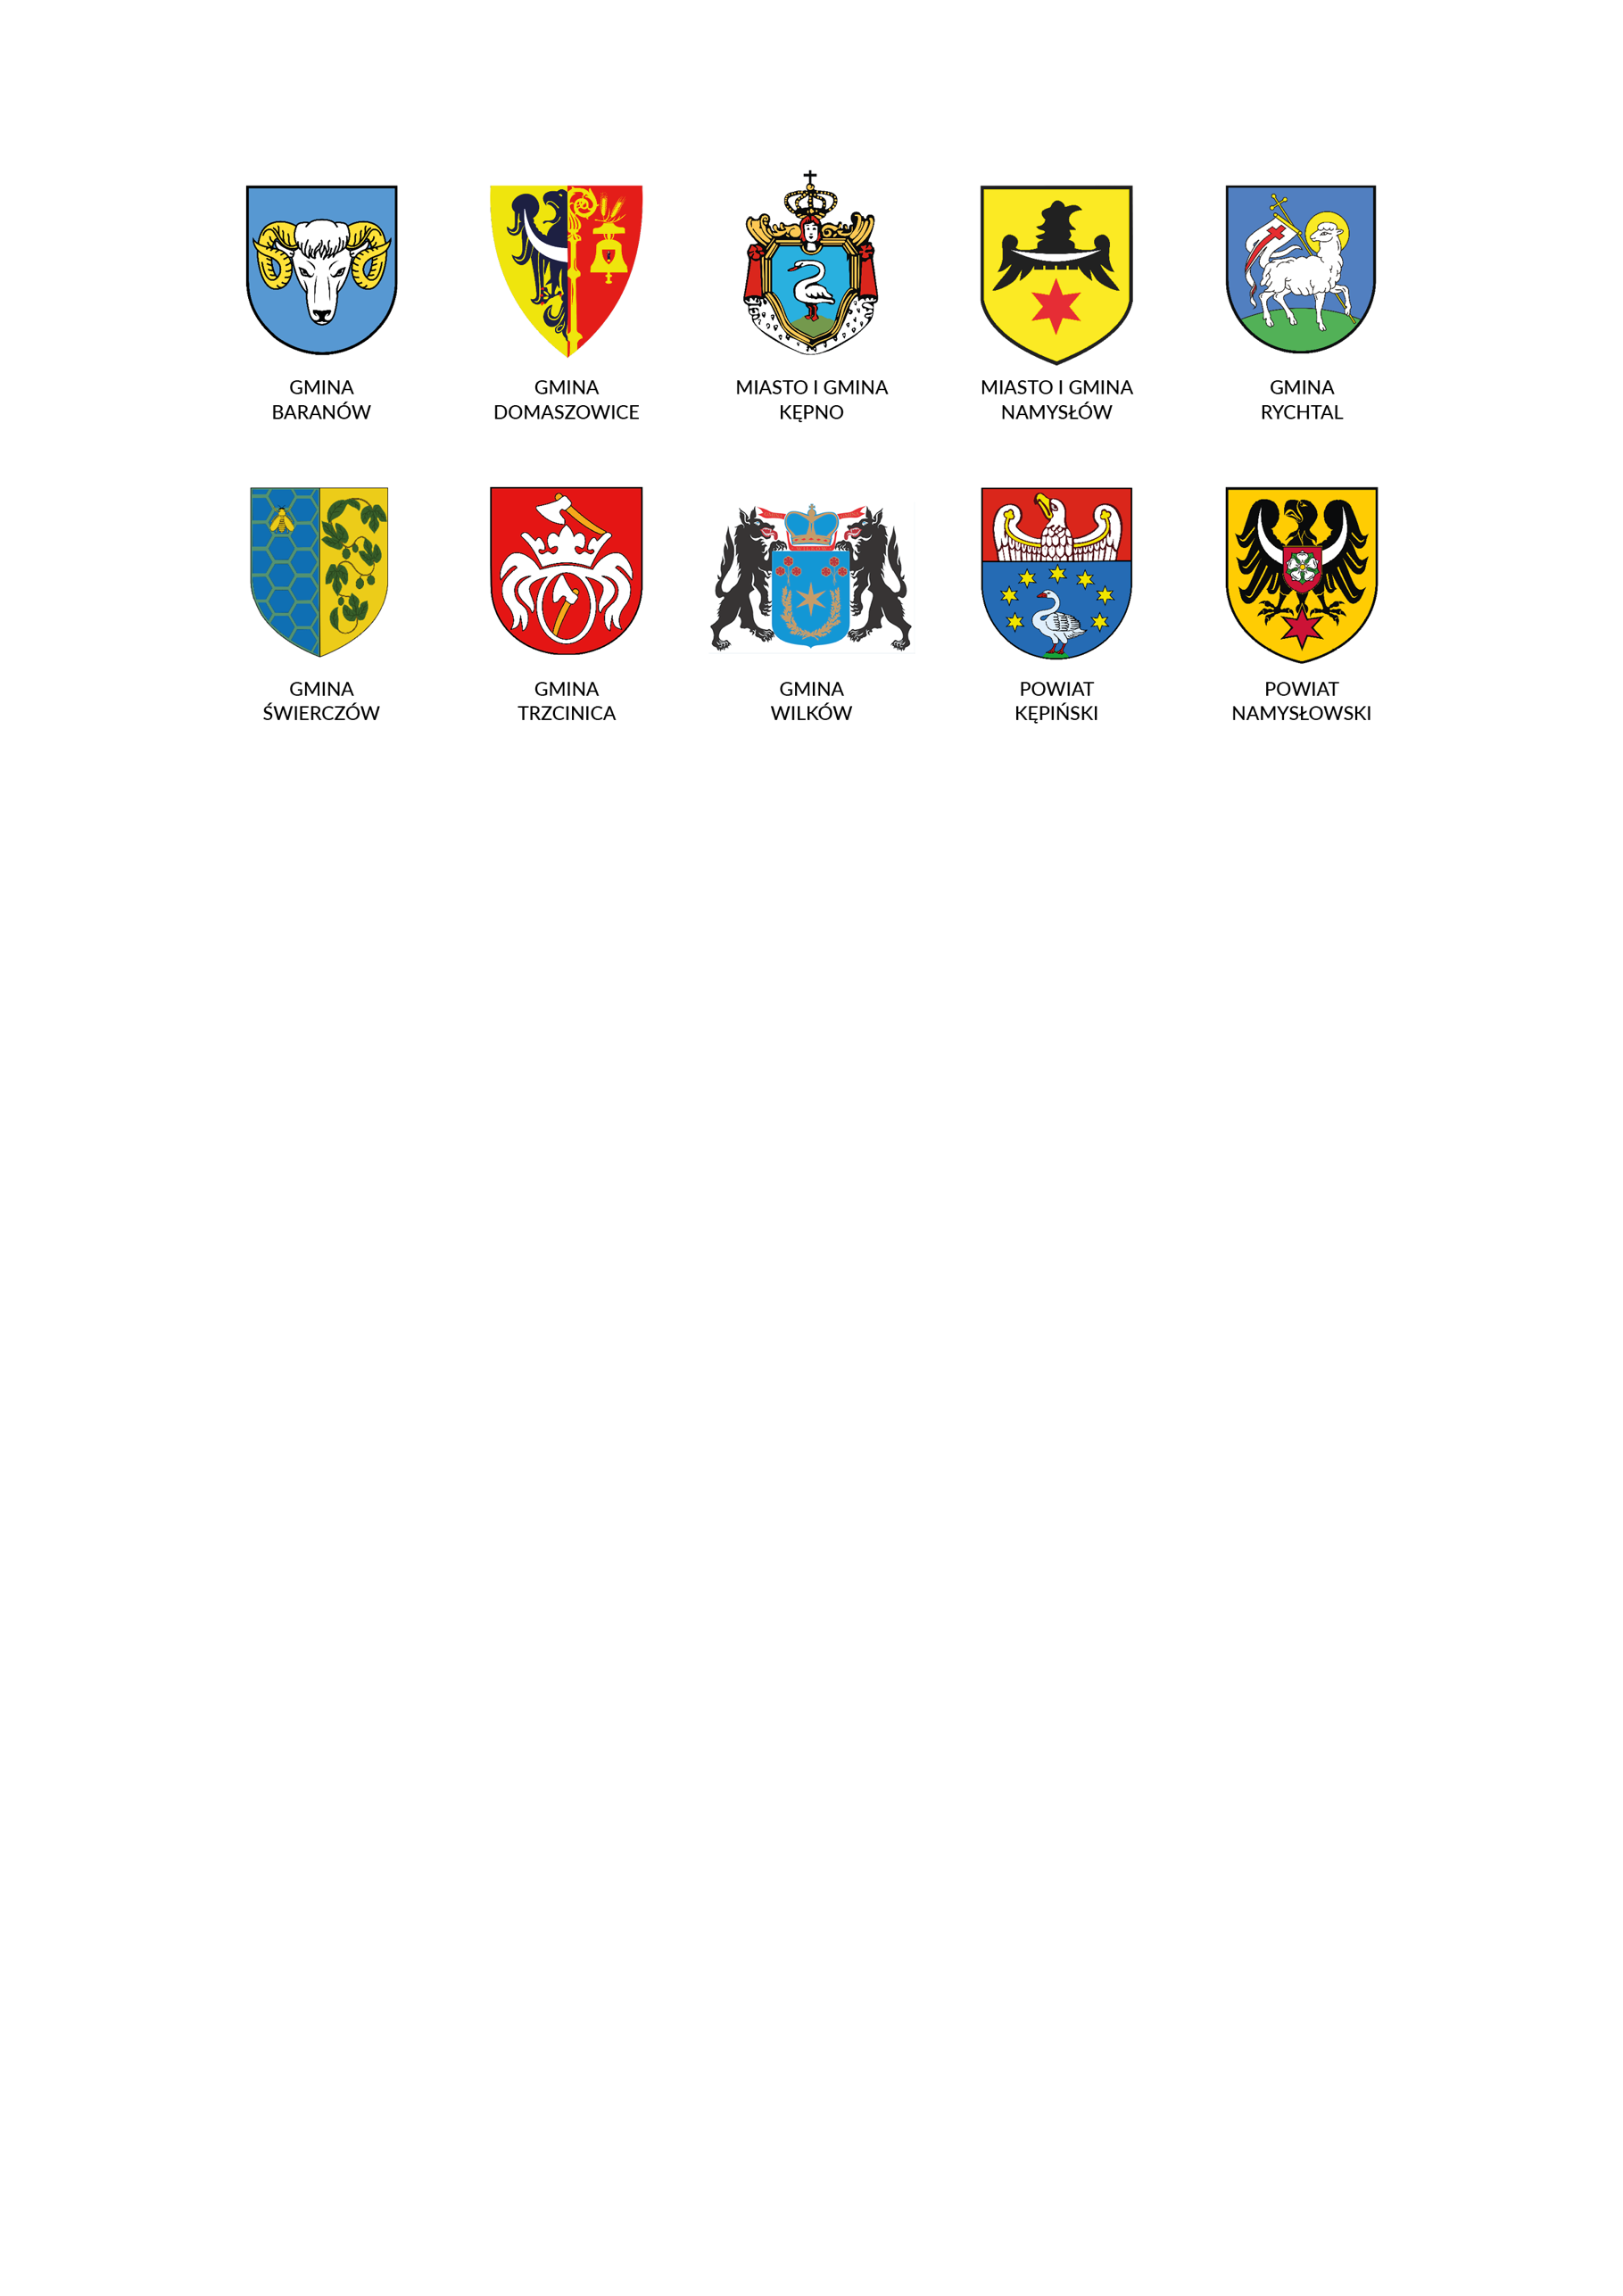 GMINA
BARANÓW
GMINA
DOMASZOWICE
MIASTO I GMINA
KĘPNO
MIASTO I GMINA
NAMYSŁÓW
GMINA
RYCHTAL
GMINA
ŚWIERCZÓW
GMINA
TRZCINICA
GMINA
WILKÓW
POWIAT
KĘPIŃSKI
POWIAT
NAMYSŁOWSKI